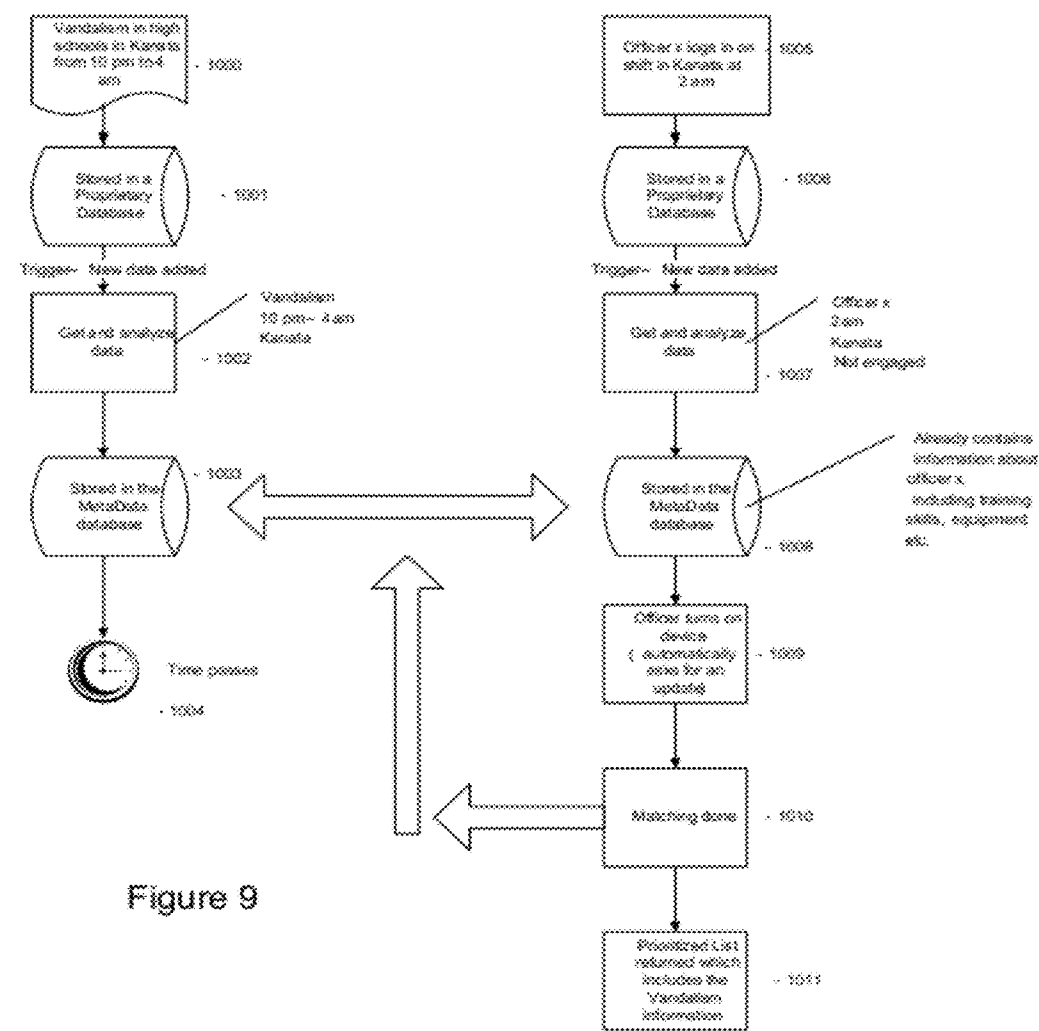 Vandalism in high
schools in Kanata
from 10 pm to 4
am
- 1000
Stored in a
Proprietary
Database
- 1001
Trigger~ New data added
Get and analyze
data
- 1002
Vandalism
10 pm~ 4am
Kanata
Stored in the
MetaData
database
- 1003
Time passes
- 1004
Officer x logs in on
shift in Kanata at
2 am
- 1005
Stored in a
Proprietary
Database
- 1006
Trigger~ New data added
Get and analyze
data
- 1007
Officer x
2am
Kanata
Not engaged
Stored in the
MetaData
database
Already contains
information about
officer x,
including training
skills, equipment
etc.
Officer turns on
device
( automatically
asks for an
update)
- 1009
Matching done
- 1010
Prioritized List
returned which
includes the
Vandalism
information
- 1011
Figure 9